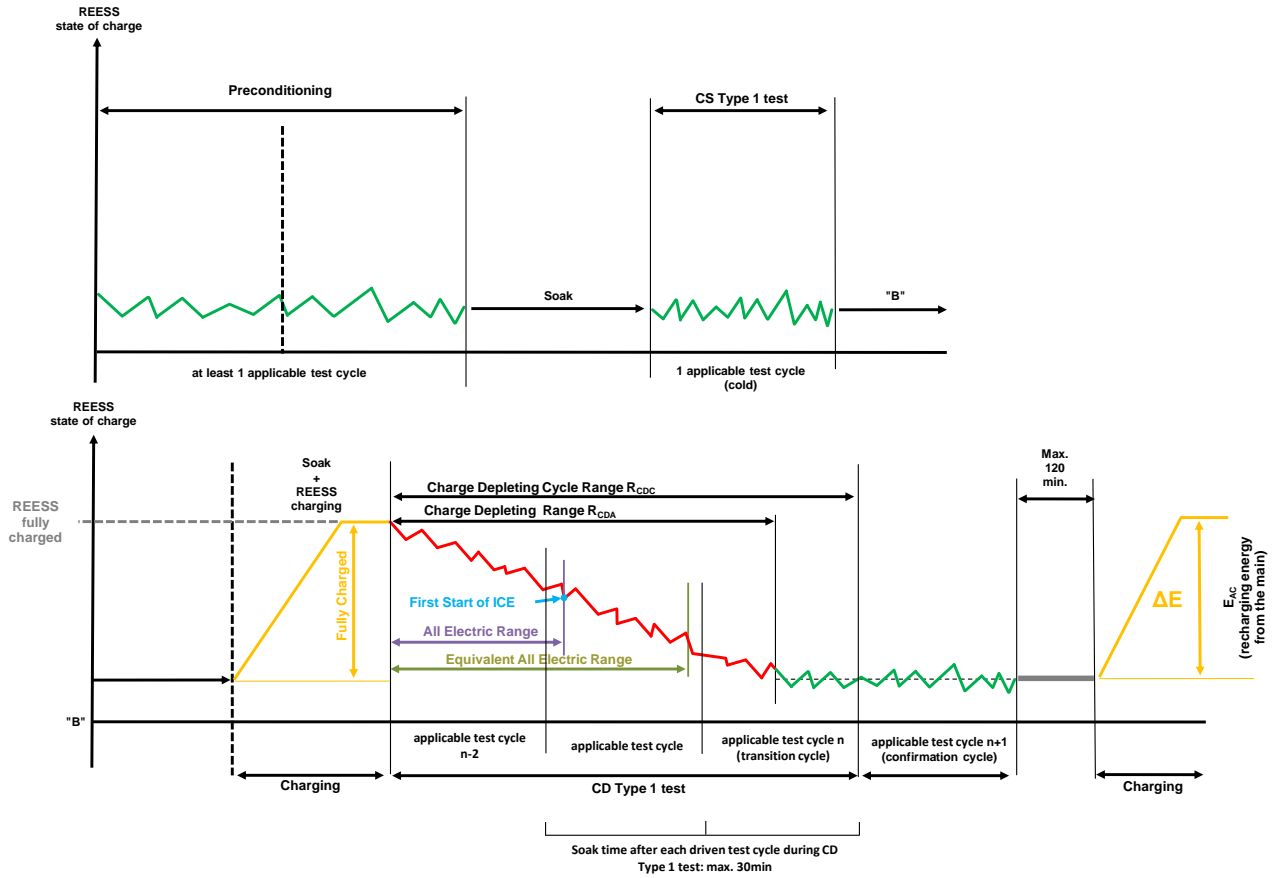 REESS
state of charge
Preconditioning
CS Type 1 test
Soak
"B"
at least 1 applicable test cycle
1 applicable test cycle
(cold)
REESS
state of charge
Soak
+
REESS
charging
Max.
120
min.
REESS
fully
charged
Charge Depleting Cycle Range RCDC
Charge Depleting Range RCDA
Fully Charged
First Start of ICE
All Electric Range
Equivalent All Electric Range
ΔE
EAC
(recharging energy
from the main)
"B"
applicable test cycle
n-2
applicable test cycle
applicable test cycle n
(transition cycle)
applicable test cycle n+1
(confirmation cycle)
Charging
CD Type 1 test
Charging
Soak time after each driven test cycle during CD
Type 1 test: max. 30min